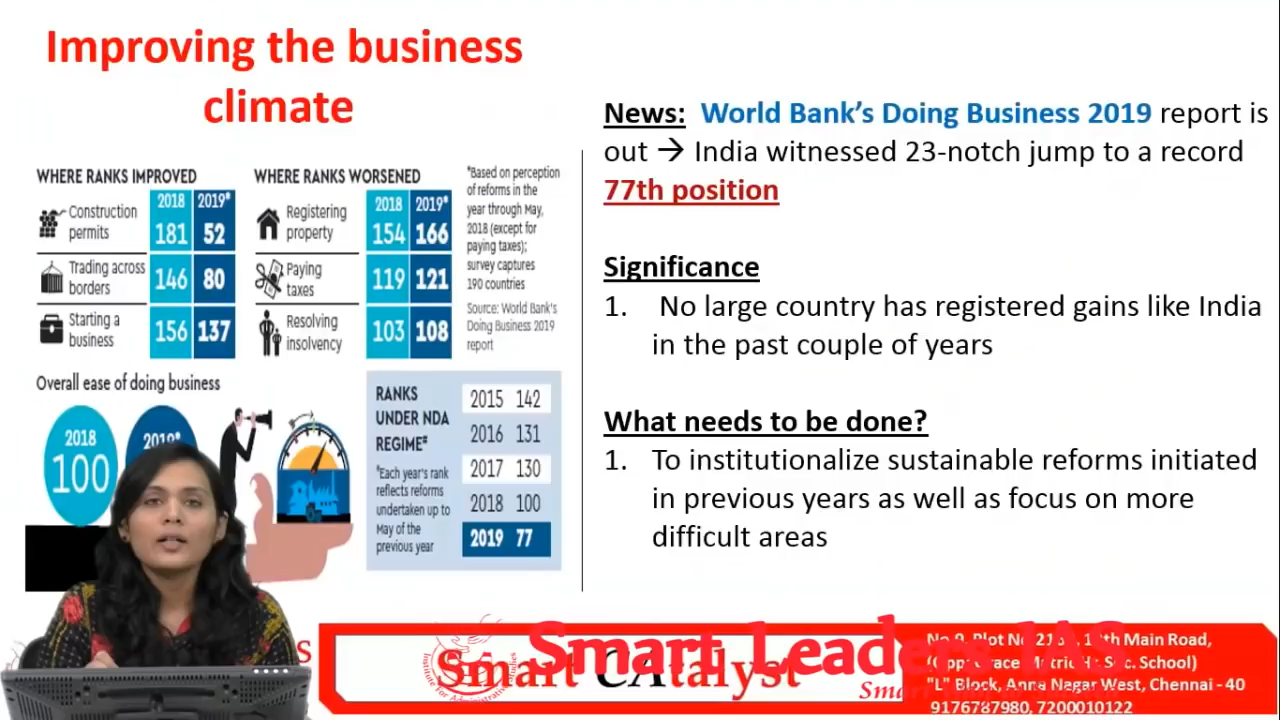 Improving the business
climate
WHERE RANKS IMPROVED
2018 2019*
Construction
permits
181 52
Trading across
borders
146 80
Starting a
business
156 137
WHERE RANKS WORSENED
2018 2019*
Registering
property
154 166
Paying
taxes
119 121
Resolving
insolvency
103 108
*Based on perception
of reforms in the
year through May,
2018 (except for
paying taxes);
survey captures
190 countries
Source: World Bank's
Doing Business 2019
report
Overall ease of doing business
2018
100
2019*
RANKS
UNDER NDA
REGIME#
#Each year's rank
reflects reforms
undertaken up to
May of the
previous year
2015 142
2016 131
2017 130
2018 100
2019 77
News: World Bank's Doing Business 2019 report is
out → India witnessed 23-notch jump to a record
77th position
Significance
1. No large country has registered gains like India
in the past couple of years
What needs to be done?
1. To institutionalize sustainable reforms initiated
in previous years as well as focus on more
difficult areas
Smart Leaders IAS
Smart CAtalyst
Main Road,
School)
"L" Block, Anna Nagar West, Chennai - 40
9176787980, 7200010122